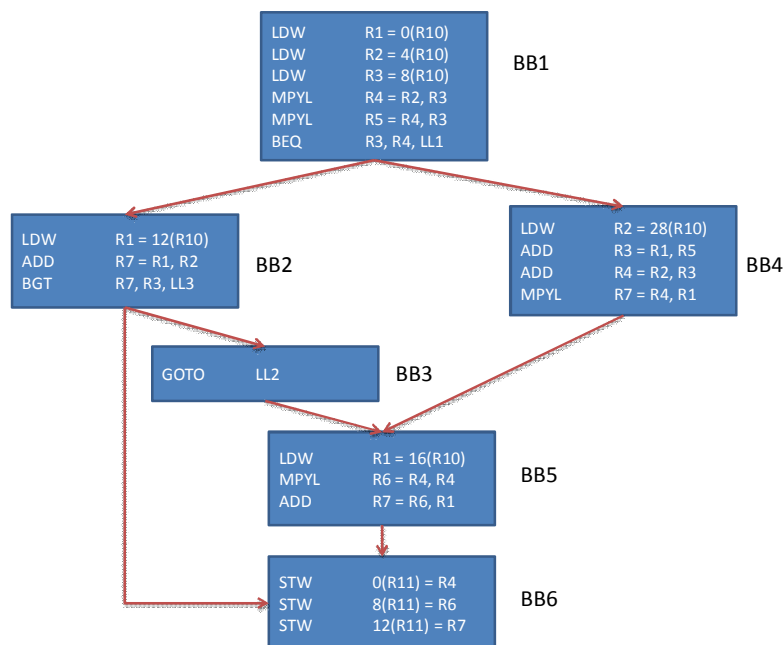 LDW R1 = 0(R10)
LDW R2 = 4(R10)
LDW R3 = 8(R10)
MPYL R4 = R2, R3
MPYL R5 = R4, R3
BEQ R3, R4, LL1
BB1
LDW R1 = 12(R10)
ADD R7 = R1, R2
BGT R7, R3, LL3
BB2
LDW R2 = 28(R10)
ADD R3 = R1, R5
ADD R4 = R2, R3
MPYL R7 = R4, R1
BB4
GOTO LL2
BB3
LDW R1 = 16(R10)
MPYL R6 = R4, R4
ADD R7 = R6, R1
BB5
STW 0(R11) = R4
STW 8(R11) = R6
STW 12(R11) = R7
BB6